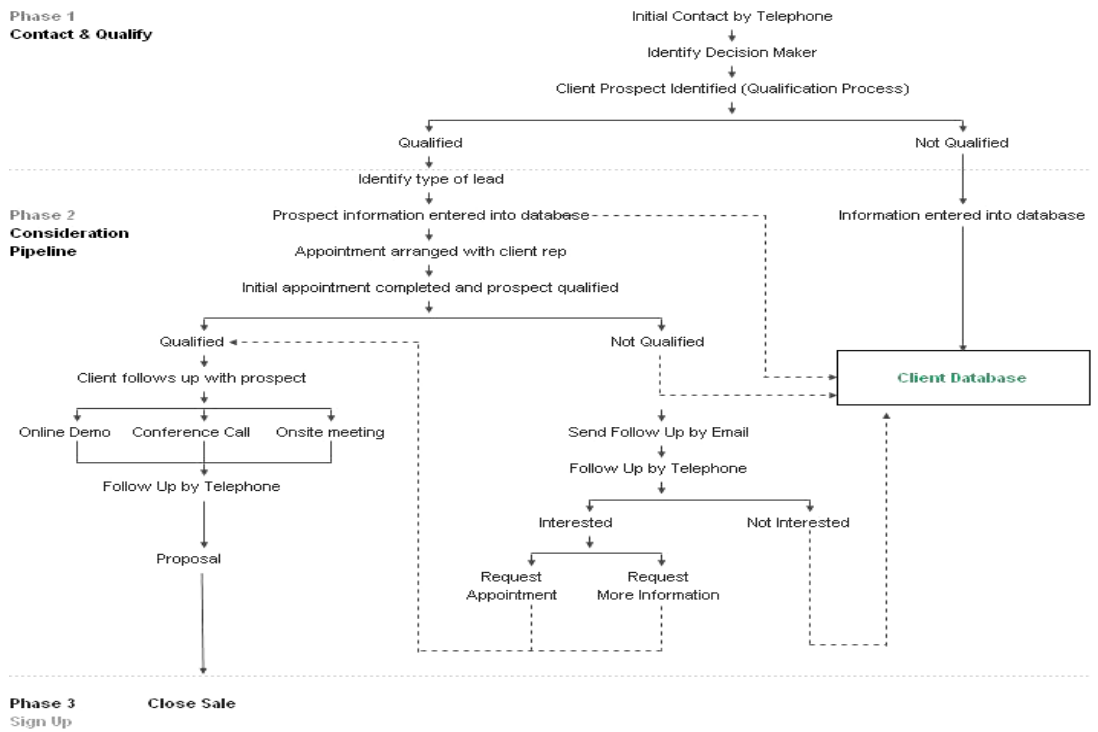 Phase 1
Contact & Qualify
Initial Contact by Telephone
Identify Decision Maker
Client Prospect Identified (Qualification Process)
Qualified
Not Qualified
Identify type of lead
Phase 2
Consideration
Pipeline
Prospect information entered into database
Information entered into database
Appointment arranged with client rep
Initial appointment completed and prospect qualified
Qualified
Not Qualified
Client follows up with prospect
Client Database
Online Demo
Conference Call
Onsite meeting
Send Follow Up by Email
Follow Up by Telephone
Follow Up by Telephone
Interested
Not Interested
Proposal
Request
Appointment
Request
More Information
Phase 3
Sign Up
Close Sale